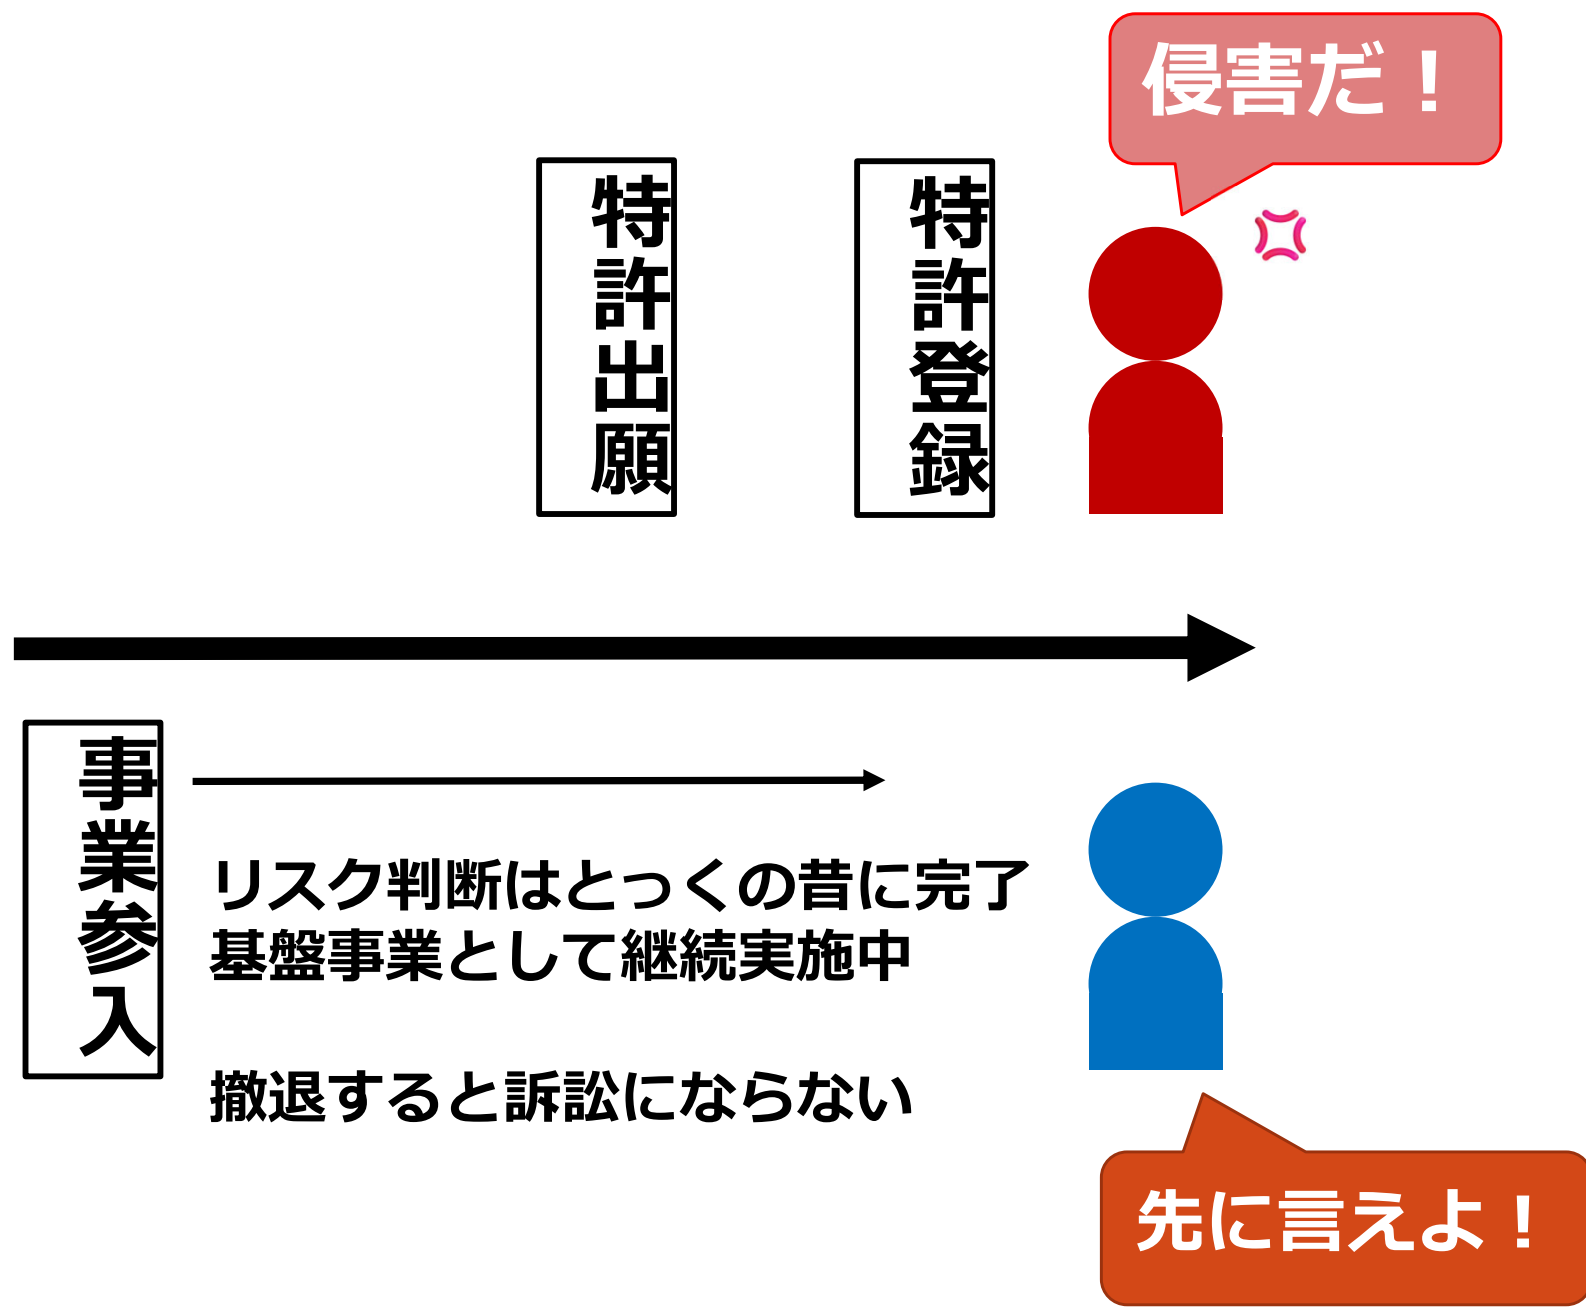 侵害だ！
特許出願
特許登録
事業参入
リスク判断はとっくの昔に完了
基盤事業として継続実施中
撤退すると訴訟にならない
先に言えよ！